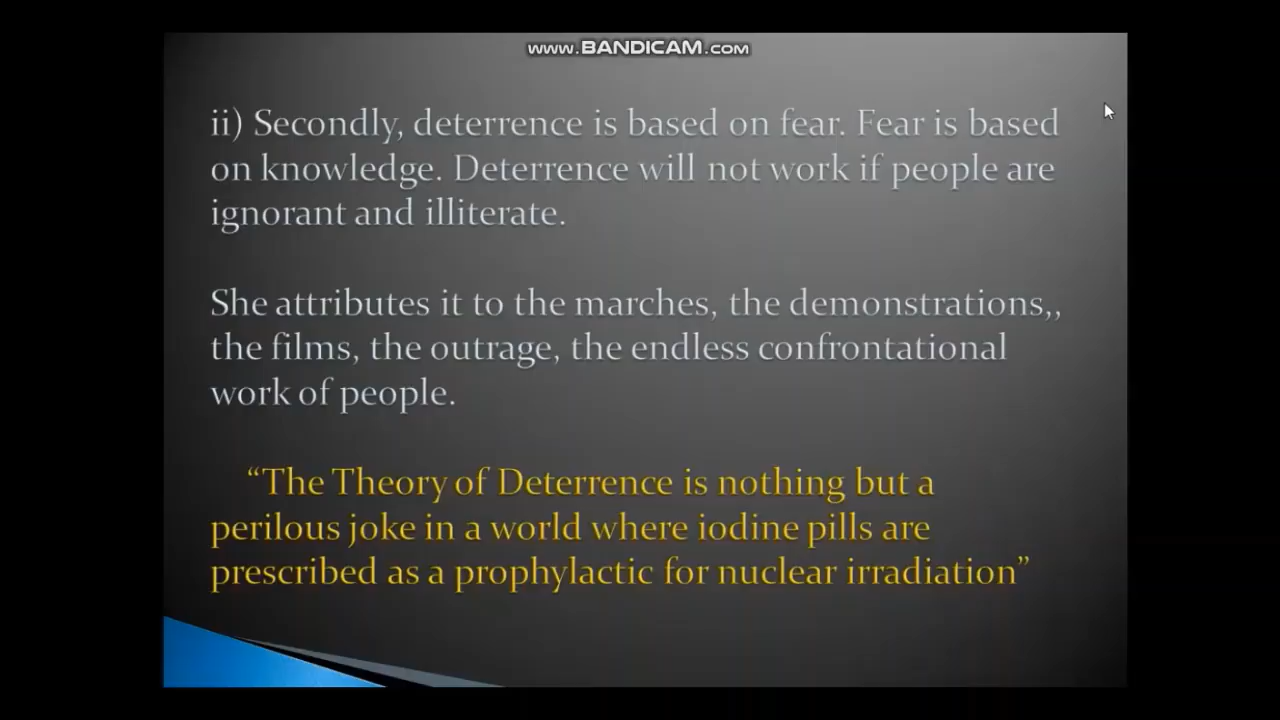 www.BANDICAM.com
ii) Secondly, deterrence is based on fear. Fear is based
on knowledge. Deterrence will not work if people are
ignorant and illiterate.
She attributes it to the marches, the demonstrations,,
the films, the outrage, the endless confrontational
work of people.
“The Theory of Deterrence is nothing but a
perilous joke in a world where iodine pills are
prescribed as a prophylactic for nuclear irradiation”